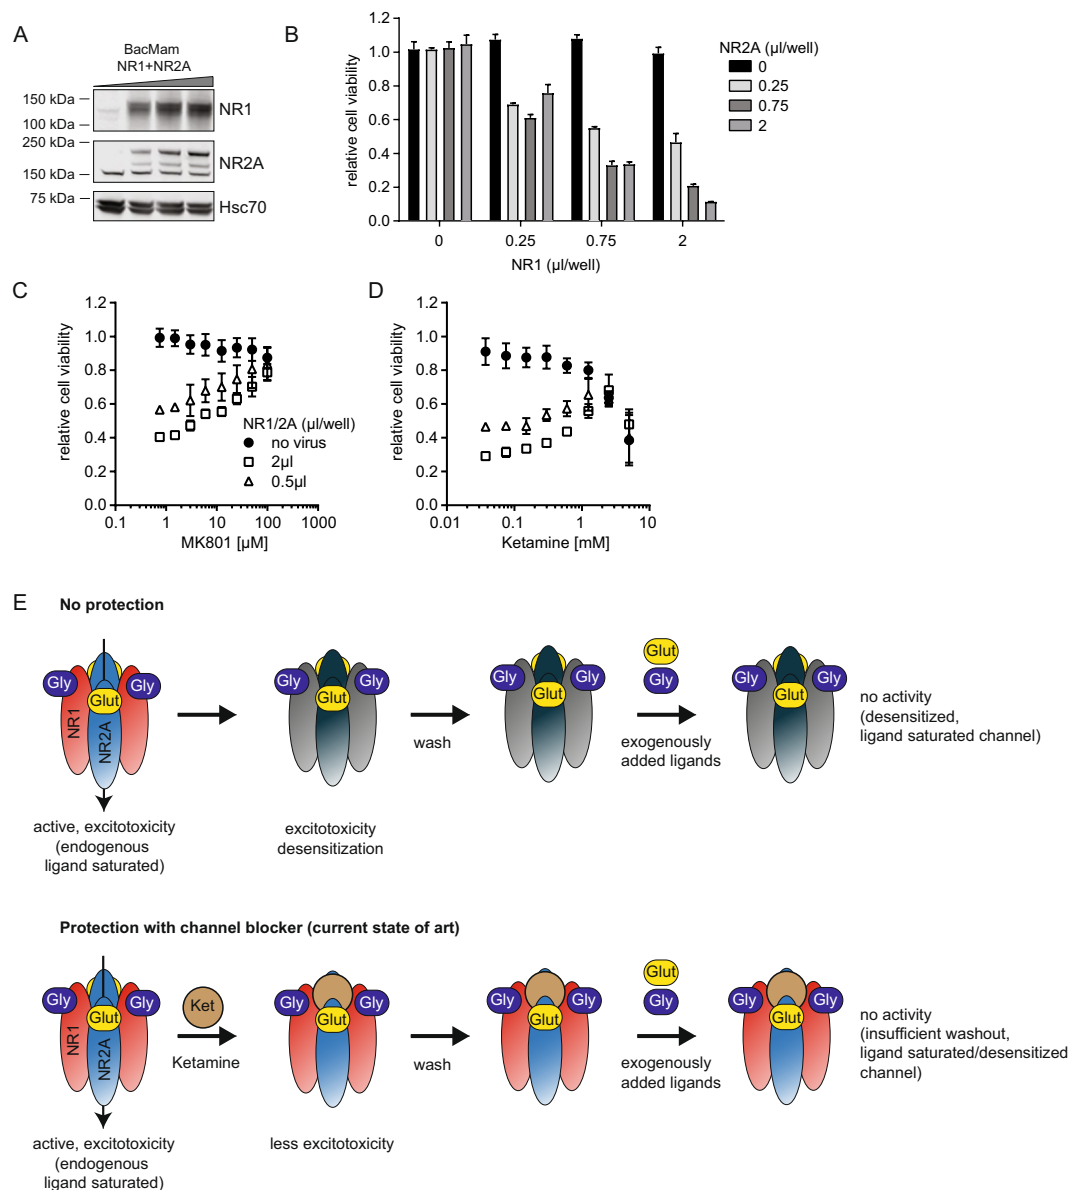 A
BacMam
NR1+NR2A
150 kDa
100 kDa
NR1
250 kDa
150 kDa
NR2A
75 kDa
Hsc70
B
relative cell viability
1.2
1.0
0.8
0.6
0.4
0.2
0.0
0 0.25 0.75 2
NR1 (µl/well)
NR2A (µl/well)
0
0.25
0.75
2
C
relative cell viability
1.2
1.0
0.8
0.6
0.4
0.2
0.0
NR1/2A (µl/well)
no virus
2µl
0.5µl
0.1 1 10 100 1000
MK801 [µM]
D
relative cell viability
1.2
1.0
0.8
0.6
0.4
0.2
0.0
0.01 0.1 1 10
Ketamine [mM]
E
No protection
Gly Glut Gly
NR1
NR2A
active, excitotoxicity
(endogenous
ligand saturated)
Gly Glut Gly
excitotoxicity
desensitization
wash
Gly Glut Gly
Glut
Gly
exogenously
added ligands
Gly Glut Gly
no activity
(desensitized,
ligand saturated channel)
Protection with channel blocker (current state of art)
Gly Glut Gly
NR1
NR2A
active, excitotoxicity
(endogenous
ligand saturated)
Ket
Ketamine
Gly Glut Gly
less excitotoxicity
wash
Gly Glut Gly
Glut
Gly
exogenously
added ligands
Gly Glut Gly
no activity
(insufficient washout,
ligand saturated/desensitized
channel)